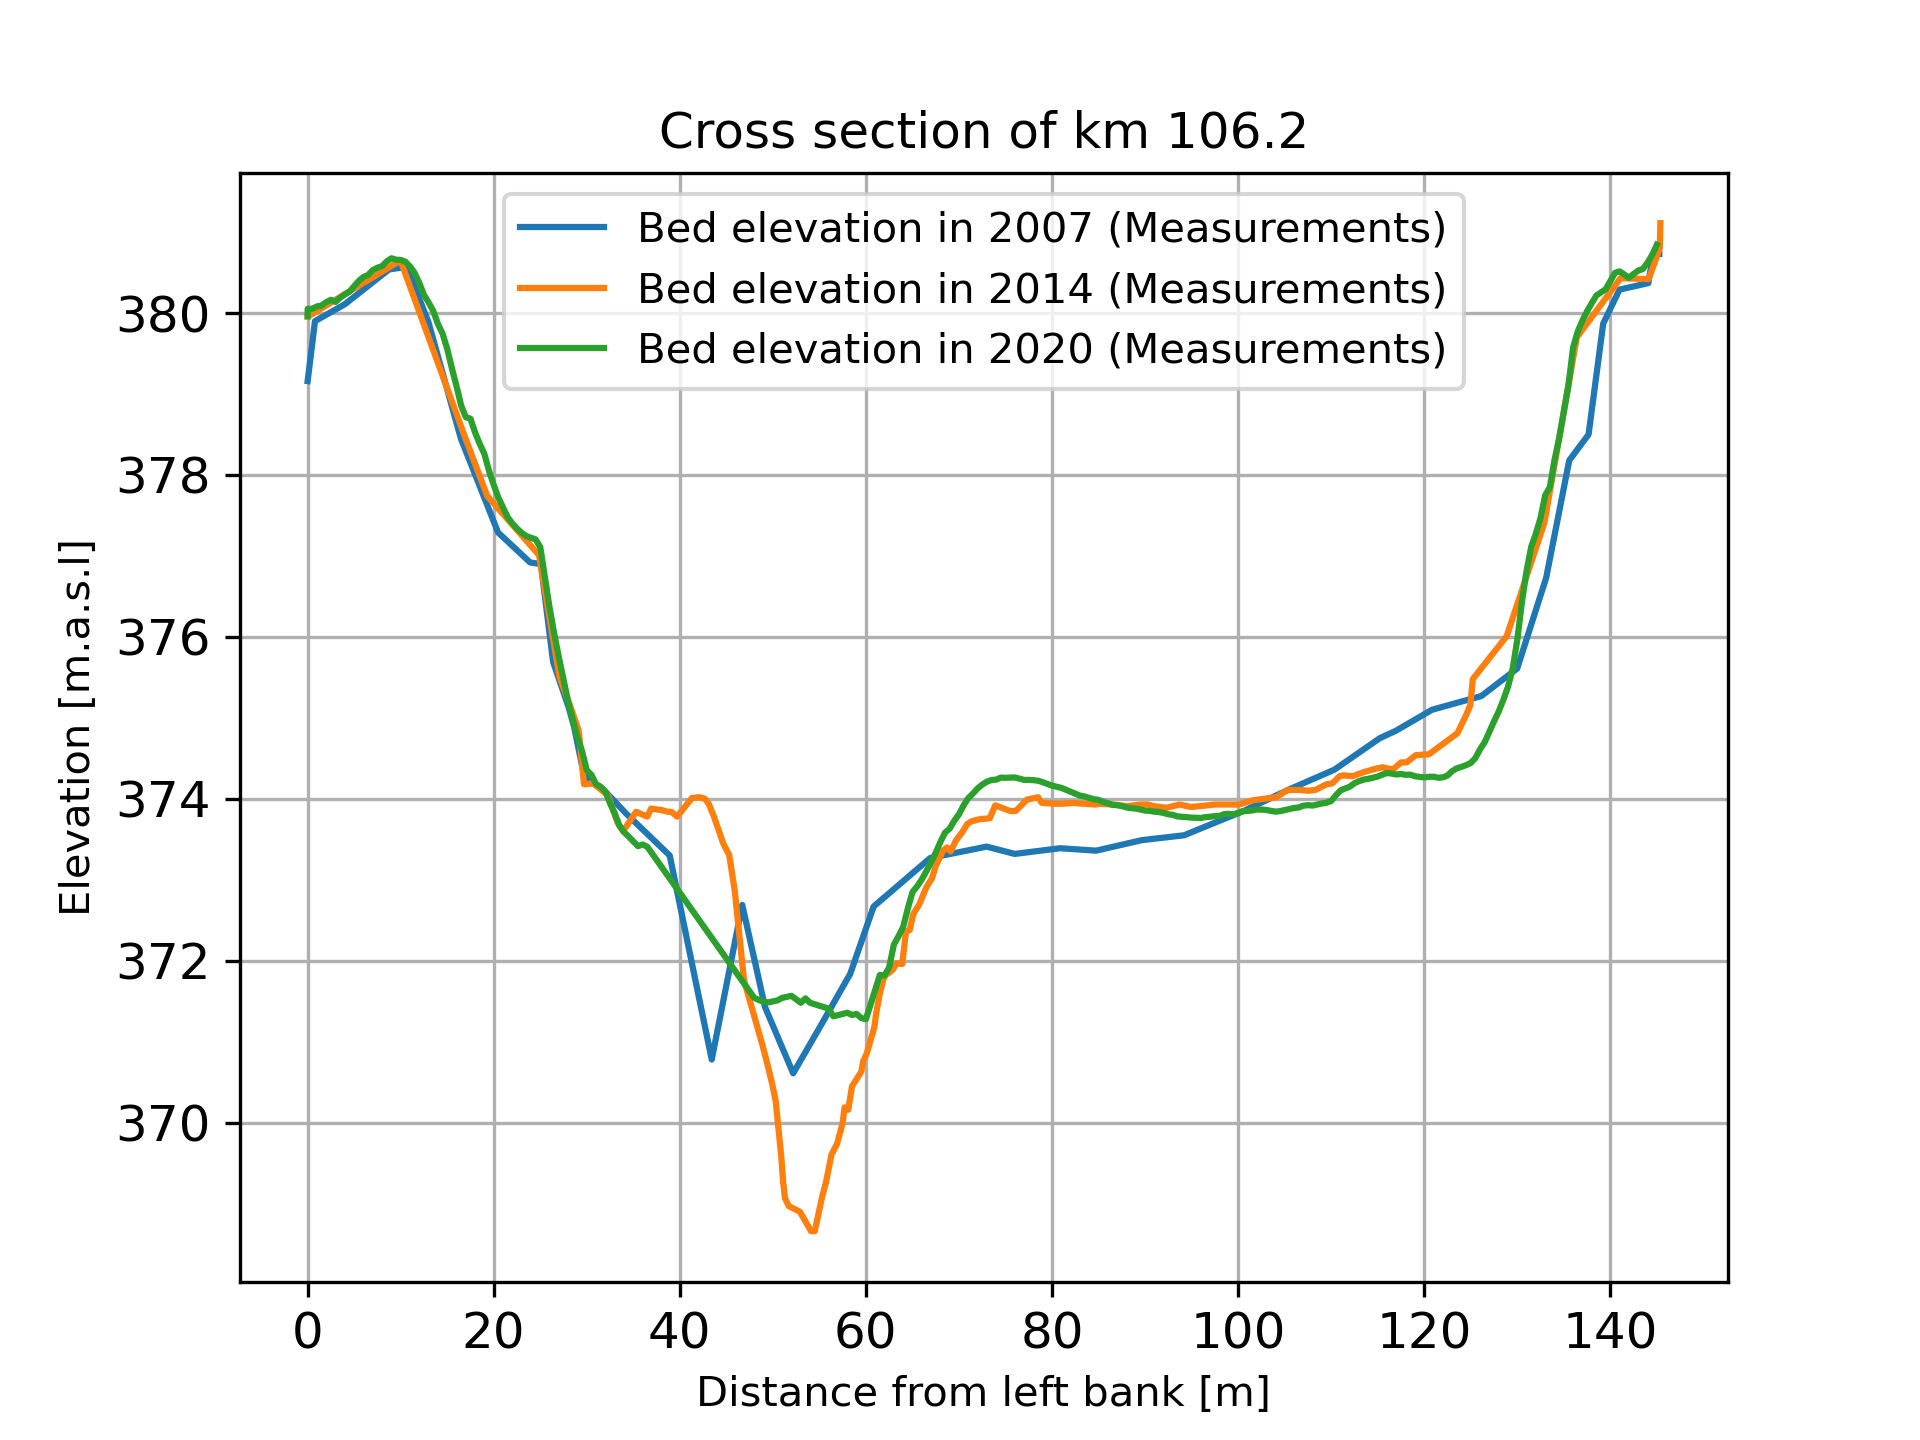 Cross section of km 106.2
Bed elevation in 2007 (Measurements)
Bed elevation in 2014 (Measurements)
Bed elevation in 2020 (Measurements)
Elevation [m.a.s.l]
380
378
376
374
372
370
0 20 40 60 80 100 120 140
Distance from left bank [m]